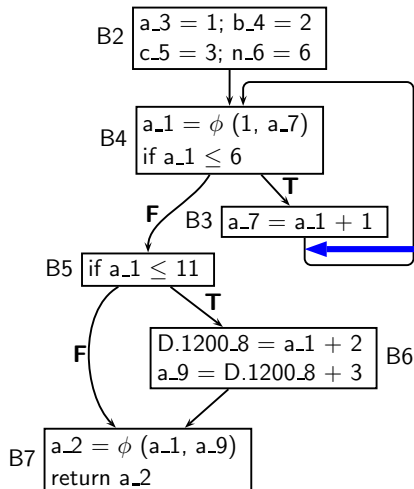 B2
a_3 = 1; b_4 = 2
c_5 = 3; n_6 = 6
B4
a_1 = ϕ (1, a_7)
if a_1 ≤ 6
F
T
B3
a_7 = a_1 + 1
B5
if a_1 ≤ 11
F
T
D.1200_8 = a_1 + 2
a_9 = D.1200_8 + 3
B6
B7
a_2 = ϕ (a_1, a_9)
return a_2